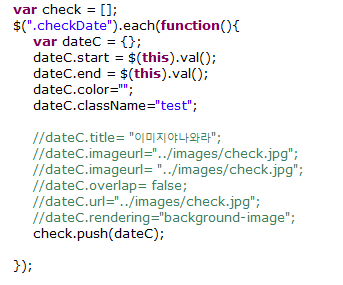 var check = [];
$(".checkDate").each(function(){
var dateC = {};
dateC.start = $(this).val();
dateC.end = $(this).val();
dateC.color="";
dateC.className="test";
//dateC.title= "이미지야나와라";
//dateC.imageurl="../images/check.jpg";
//dateC.imageurl= "../images/check.jpg";
//dateC.overlap= false;
//dateC.url="../images/check.jpg";
//dateC.rendering="background-image";
check.push(dateC);
});